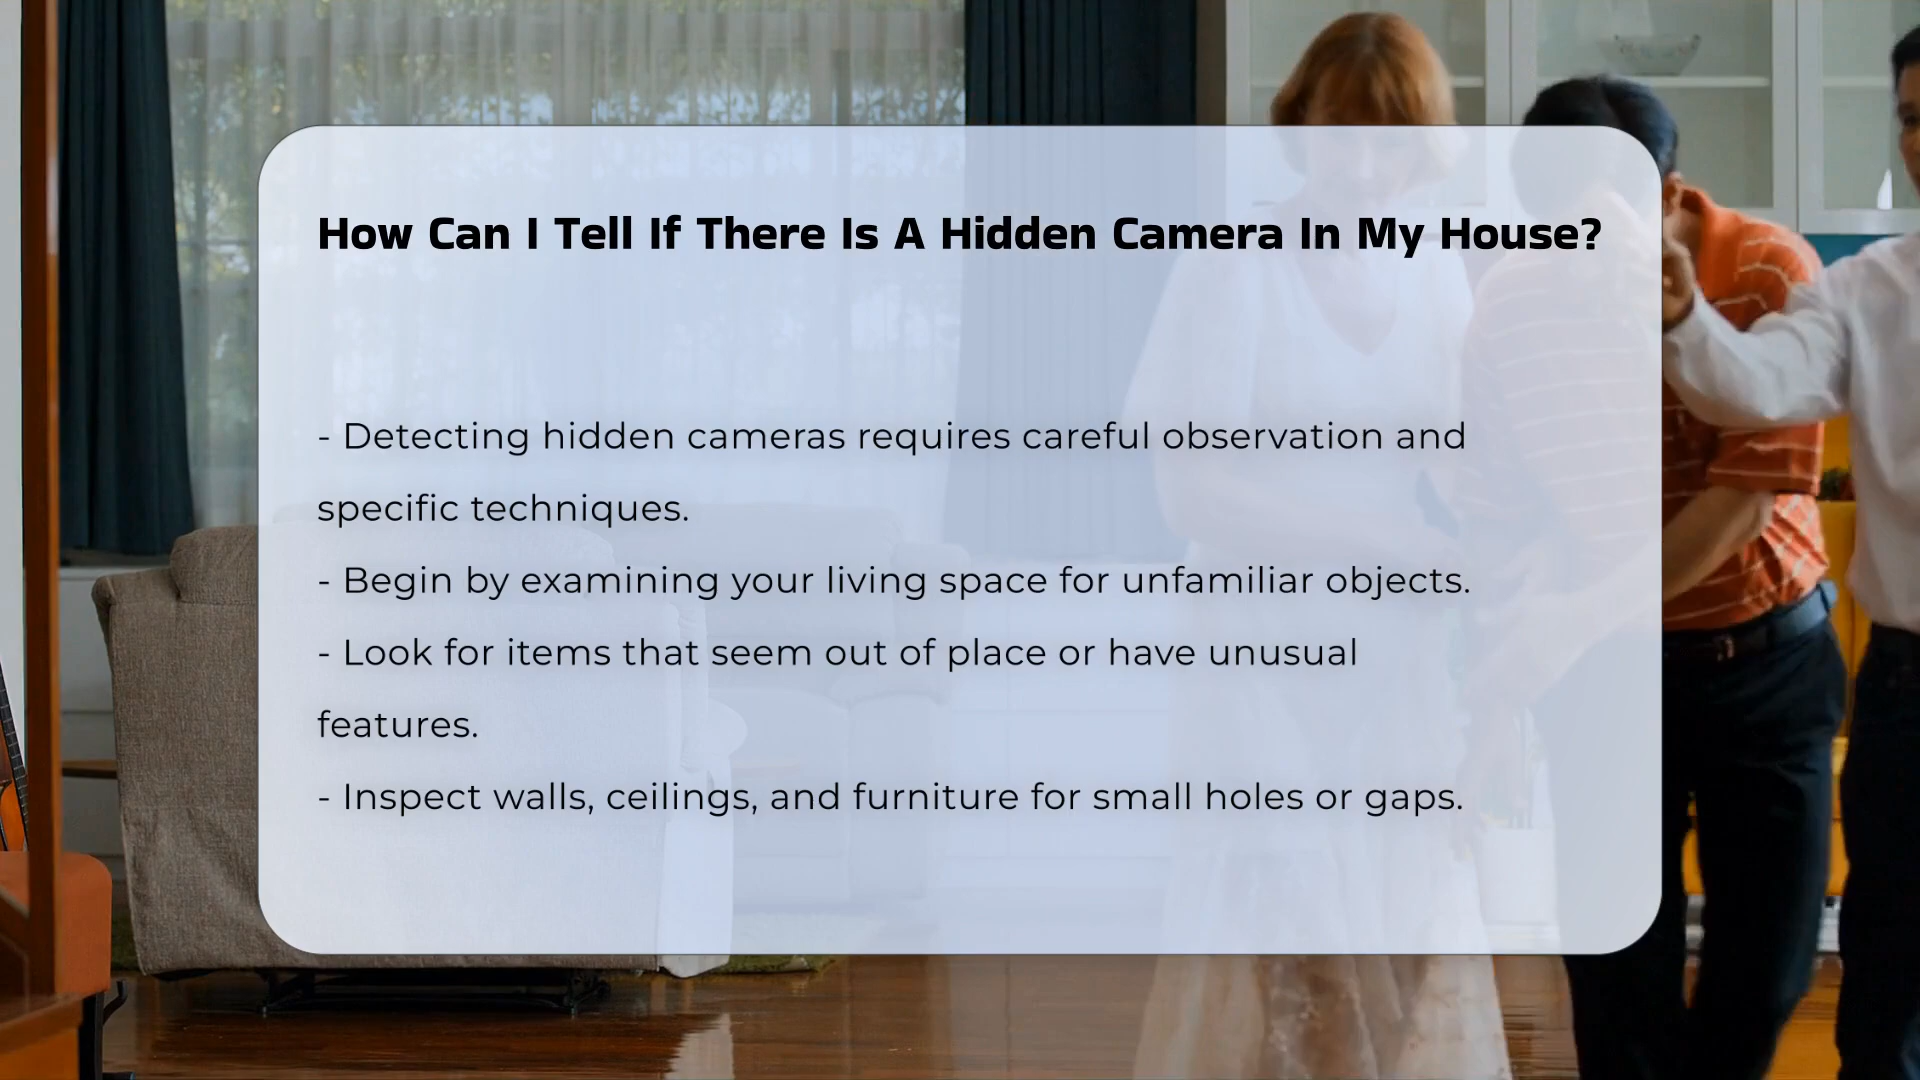 How Can I Tell If There Is A Hidden Camera In My House?
- Detecting hidden cameras requires careful observation and
specific techniques.
- Begin by examining your living space for unfamiliar objects.
- Look for items that seem out of place or have unusual
features.
- Inspect walls, ceilings, and furniture for small holes or gaps.